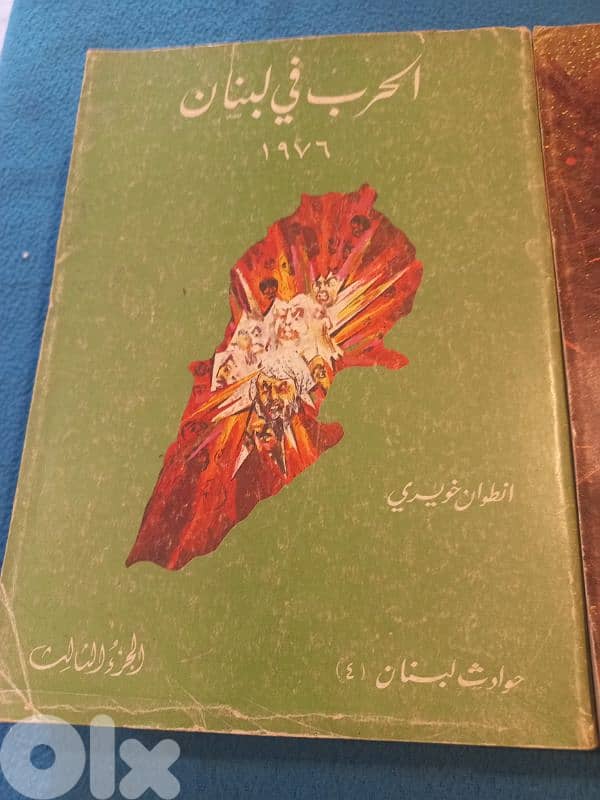 الحرب في لبنان
١٩٧٦
انطوان خويري
حوادث لبنان (٤)
الجزء الثالث
Olx